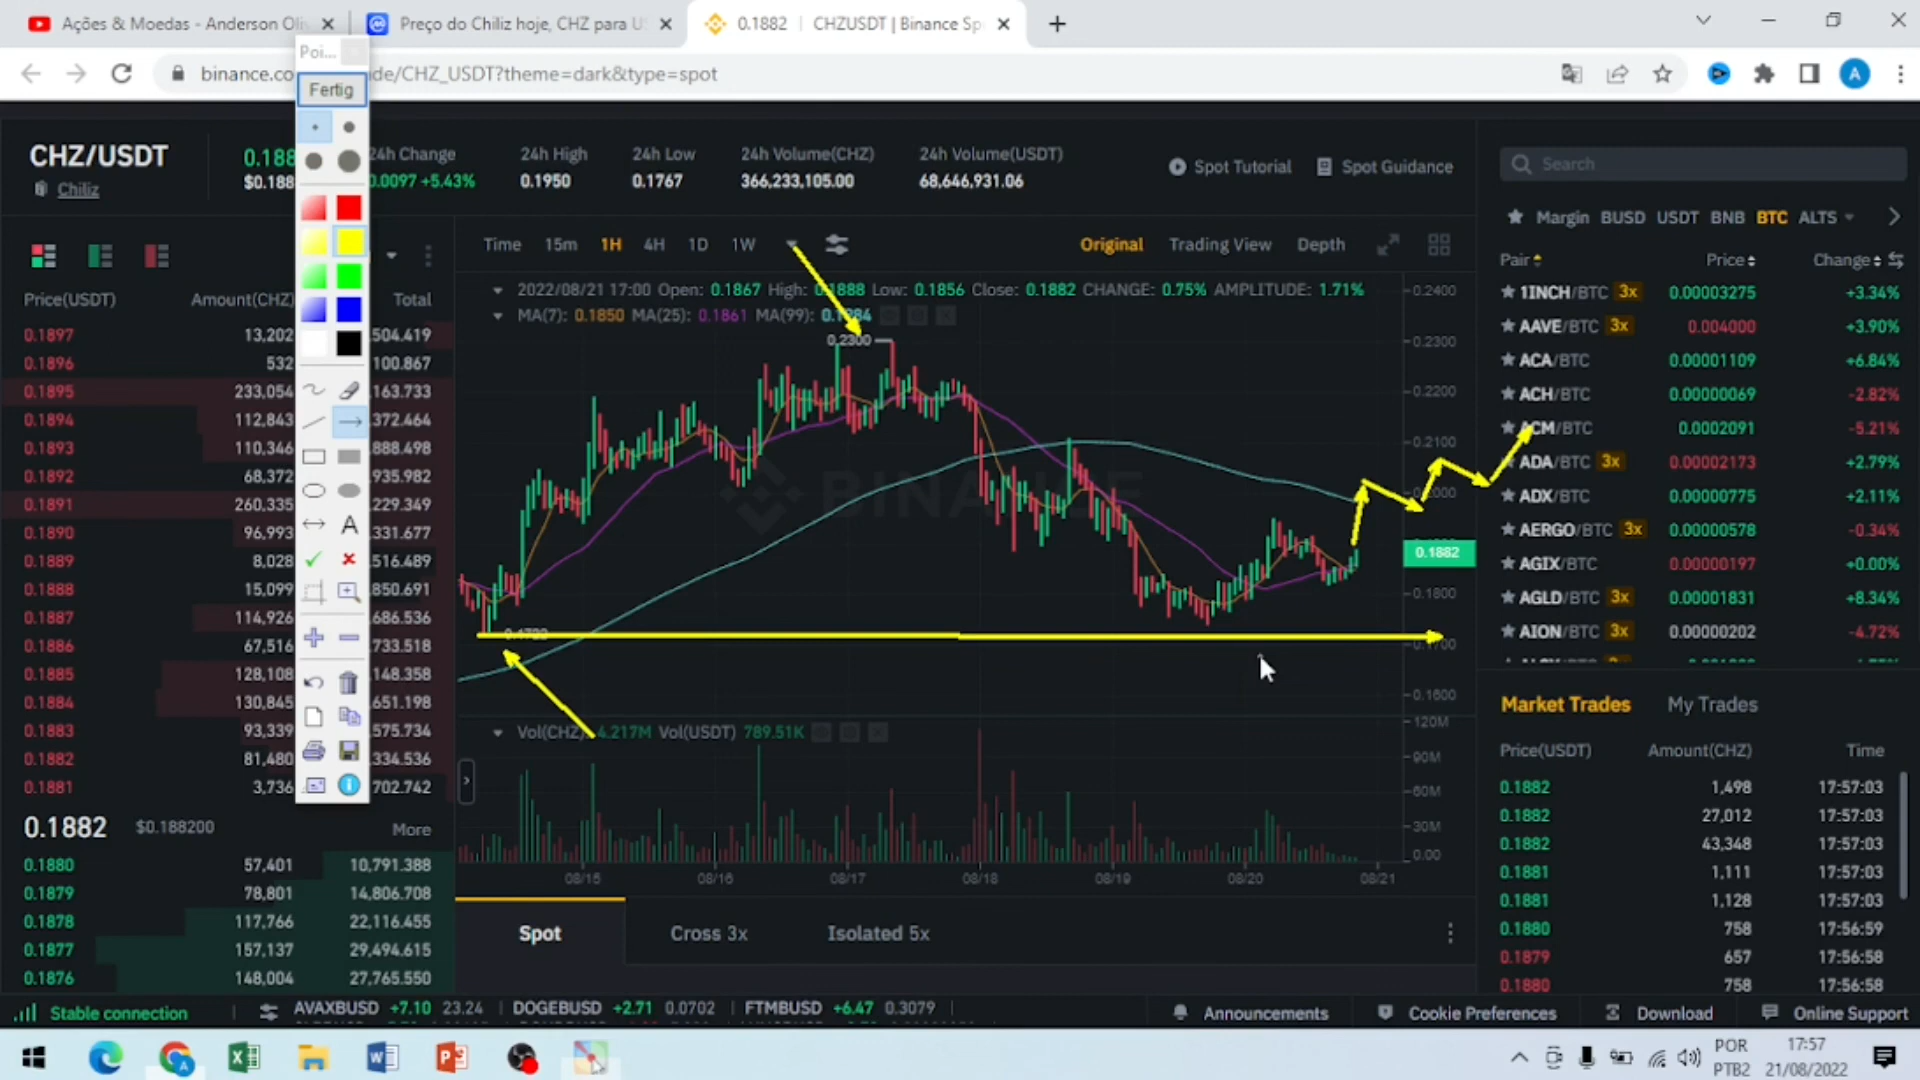 Ações & Moedas - Anderson Oli
Preço do Chiliz hoje, CHZ para U
0.1882 | CHZUSDT | Binance Sp
binance.co
de/CHZ_USDT?theme=dark&type=spot
A
Poi...
Fertig
CHZ/USDT
Chiliz
0.188
$0.188
24h Change
0.0097 +5.43%
24h High
0.1950
24h Low
0.1767
24h Volume(CHZ)
366,233,105.00
24h Volume(USDT)
68,646,931.06
Spot Tutorial
Spot Guidance
Search
Margin BUSD USDT BNB BTC ALTS
Time 15m 1H 4H 1D 1W
Original Trading View Depth
2022/08/21 17:00 Open: 0.1867 High: 0.1888 Low: 0.1856 Close: 0.1882 CHANGE: 0.75% AMPLITUDE: 1.71%
MA(7): 0.1850 MA(25): 0.1861 MA(99):
0.2300
BINANCE
0.2400
0.2300
0.2200
0.2100
0.2000
0.1882
0.1800
0.1700
0.1600
Vol(CHZ): 4.217M Vol(USDT) 789.51K
120M
90M
60M
30M
0.00
08/15 08/16 08/17 08/18 08/19 08/20 08/21
Price(USDT) Amount(CHZ) Total
0.1897 13,202 504.419
0.1896 532 100.867
0.1895 233,054 163.733
0.1894 112,843 372.464
0.1893 110,346 888.498
0.1892 68,372 935.982
0.1891 260,335 229.349
0.1890 96,993 331.677
0.1889 8,028 516.489
0.1888 15,099 850.691
0.1887 114,926 686.536
0.1886 67,516 733.518
0.1885 128,108 148.358
0.1884 130,845 651.198
0.1883 93,339 575.734
0.1882 81,480 334.536
0.1881 3,736 702.742
0.1882 $0.188200 More
0.1880 57,401 10,791.388
0.1879 78,801 14,806.708
0.1878 117,766 22,116.455
0.1877 157,137 29,494.615
0.1876 148,004 27,765.550
A
Spot Cross 3x Isolated 5x
Pair Price Change
1INCH/BTC 3x 0.00003275 +3.34%
AAVE/BTC 3x 0.004000 +3.90%
ACA/BTC 0.00001109 +6.84%
ACH/BTC 0.00000069 -2.82%
ACM/BTC 0.0002091 -5.21%
ADA/BTC 3x 0.00002173 +2.79%
ADX/BTC 0.00000775 +2.11%
AERGO/BTC 3x 0.00000578 -0.34%
AGIX/BTC 0.00000197 +0.00%
AGLD/BTC 3x 0.00001831 +8.34%
AION/BTC 3x 0.00000202 -4.72%
Market Trades My Trades
Price(USDT) Amount(CHZ) Time
0.1882 1,498 17:57:03
0.1882 27,012 17:57:03
0.1882 43,348 17:57:03
0.1881 1,111 17:57:03
0.1881 1,128 17:57:03
0.1880 758 17:56:59
0.1879 657 17:56:58
0.1880 758 17:56:58
Stable connection
AVAXBUSD +7.10 23.24 | DOGEBUSD +2.71 0.0702 | FTMBUSD +6.47 0.3079
Announcements
Cookie Preferences
Download
Online Support
POR
PTB2
17:57
21/08/2022